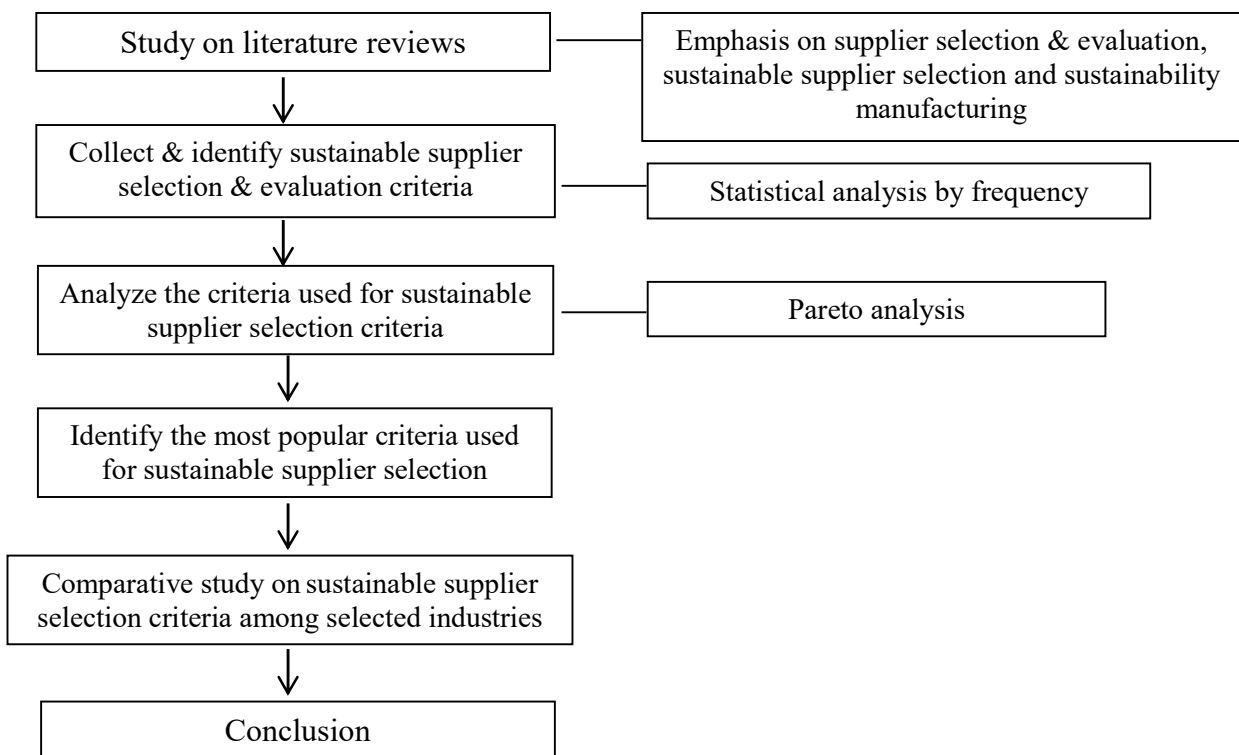 Study on literature reviews
Emphasis on supplier selection & evaluation,
sustainable supplier selection and sustainability
manufacturing
Collect & identify sustainable supplier
selection & evaluation criteria
Statistical analysis by frequency
Analyze the criteria used for sustainable
supplier selection criteria
Pareto analysis
Identify the most popular criteria used
for sustainable supplier selection
Comparative study on sustainable supplier
selection criteria among selected industries
Conclusion